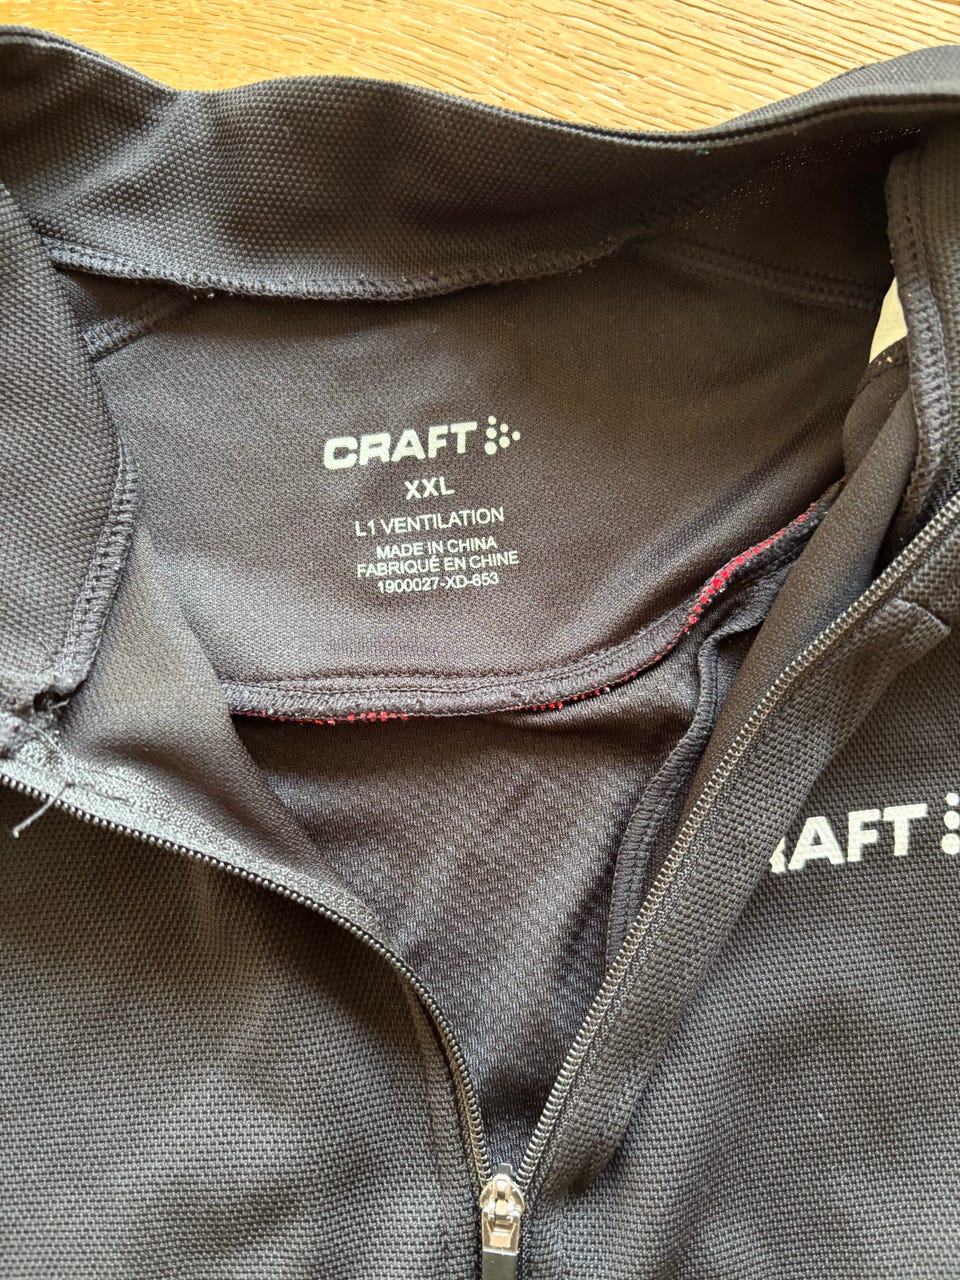 CRAFT
XXL
L1 VENTILATION
MADE IN CHINA
FABRIQUÉ EN CHINE
1900027-XD-653
RAFT